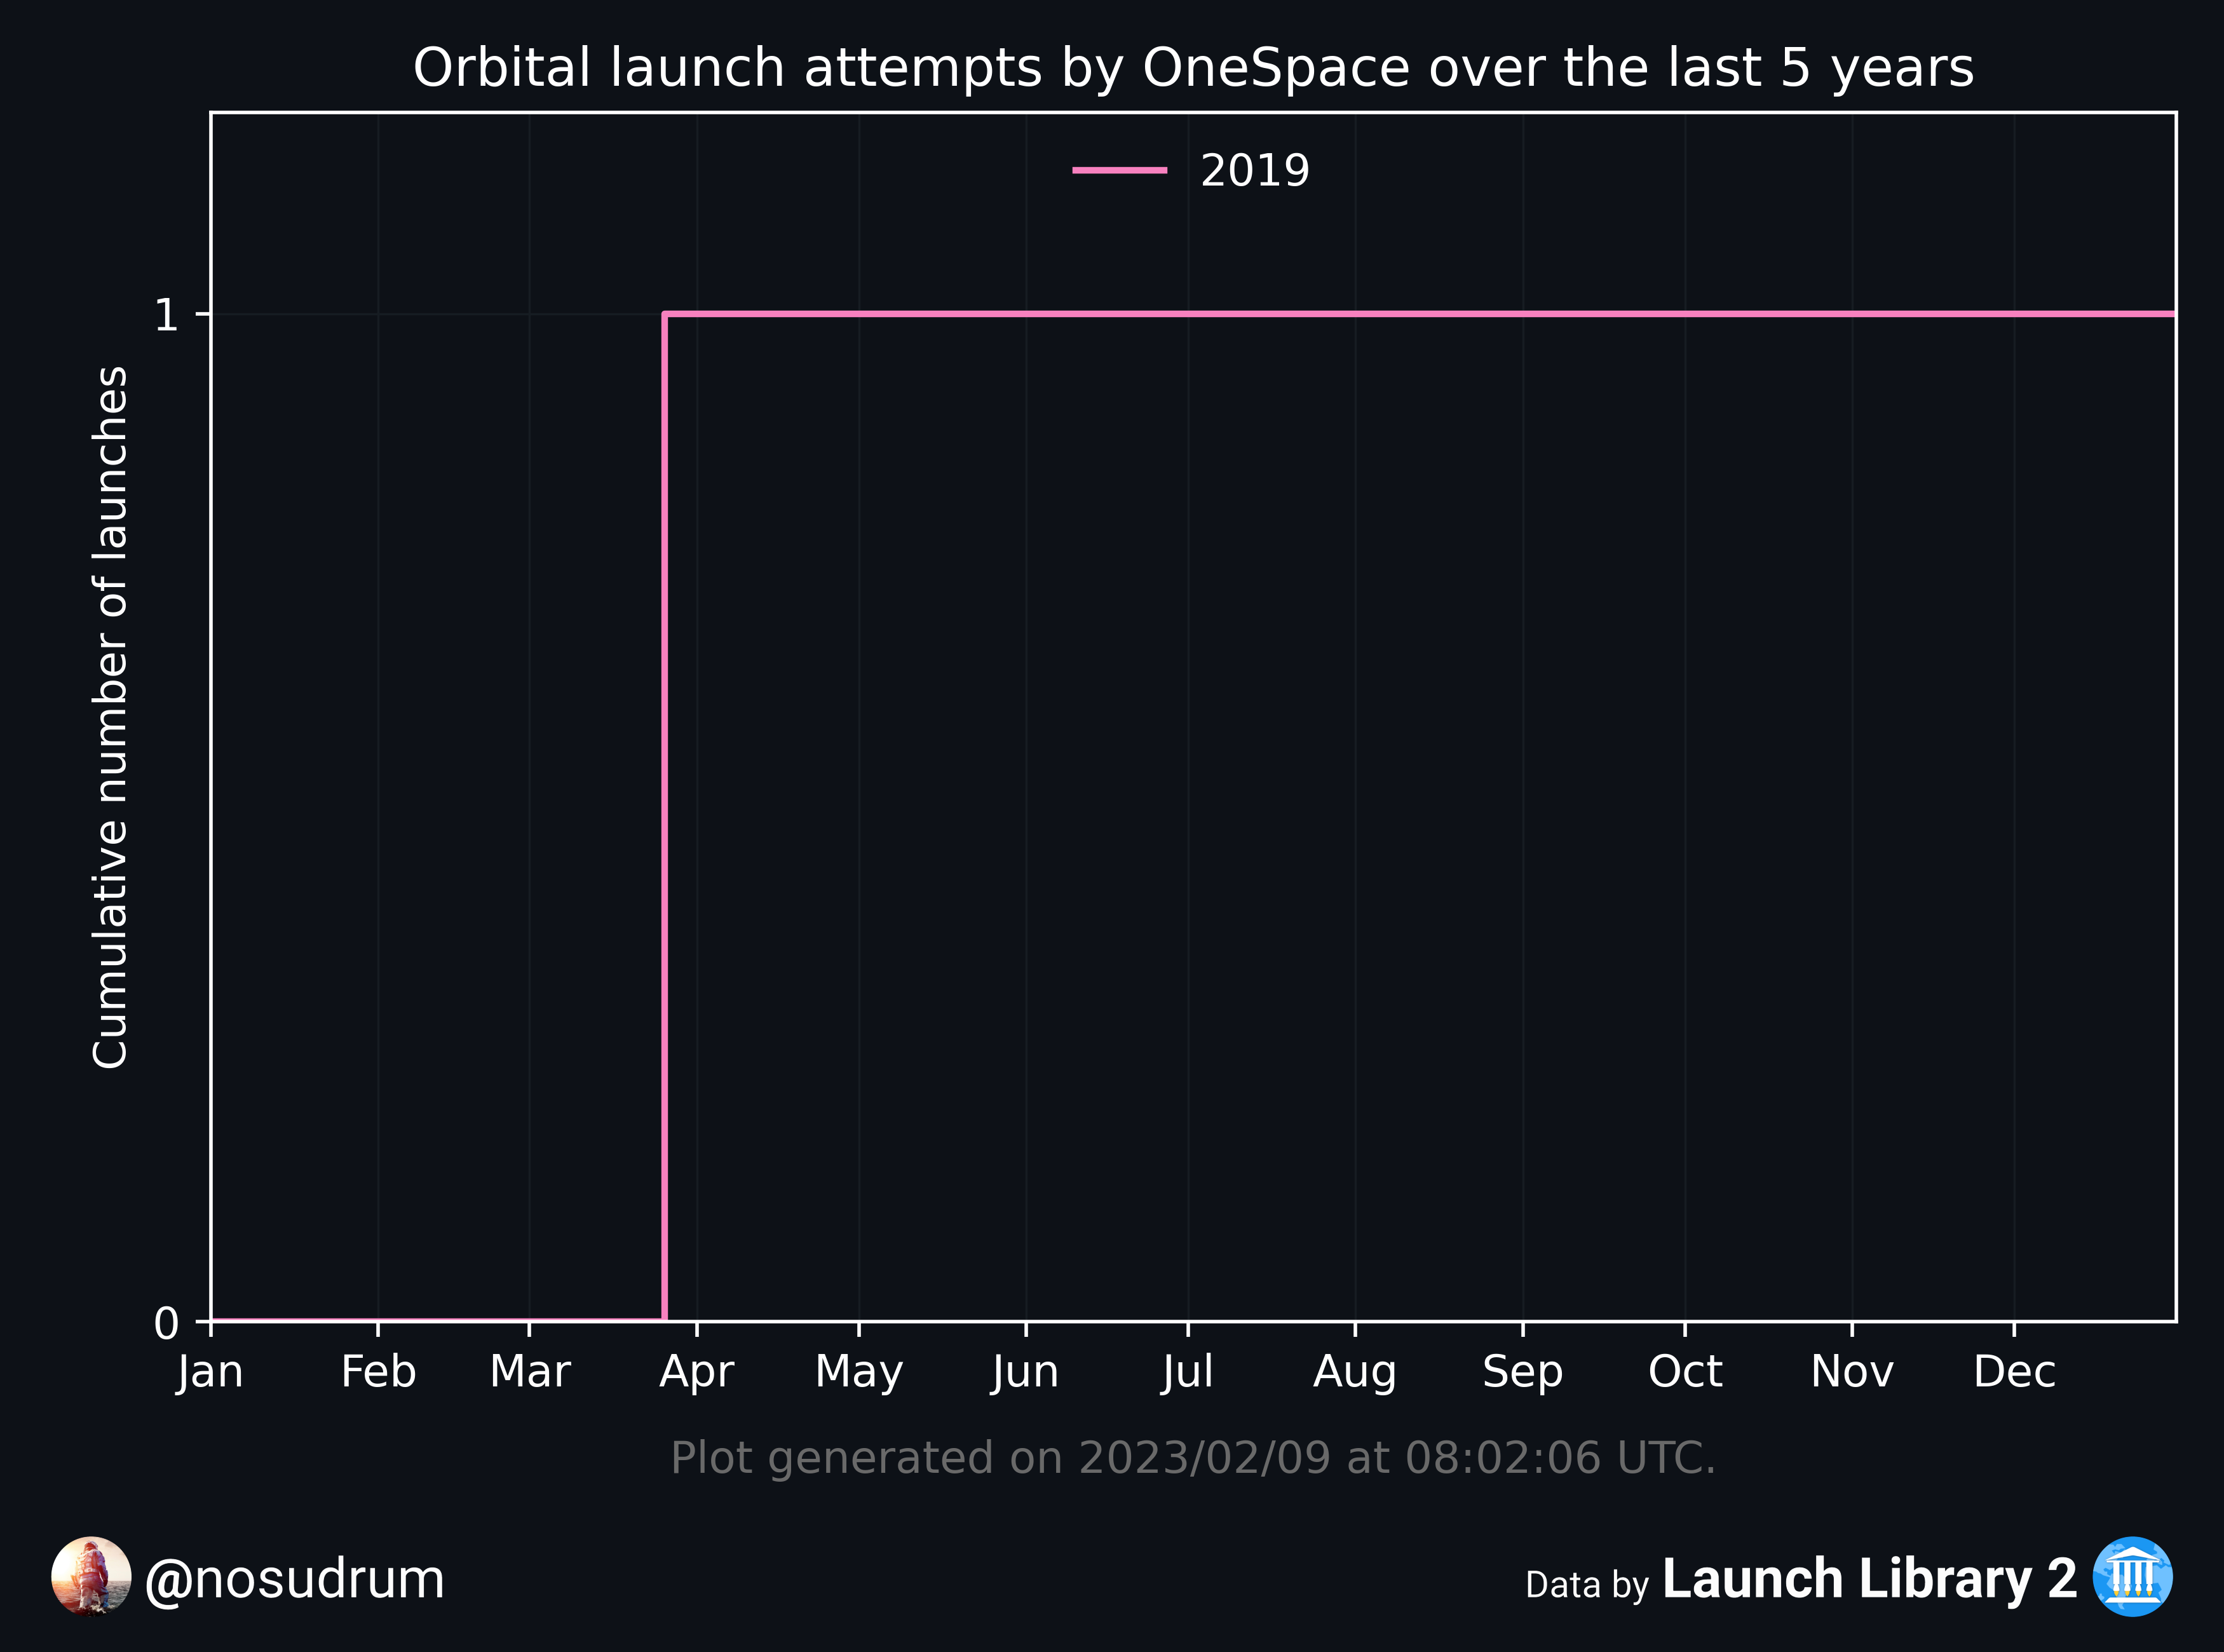 Orbital launch attempts by OneSpace over the last 5 years
2019
Cumulative number of launches
1
0
Jan Feb Mar Apr May Jun Jul Aug Sep Oct Nov Dec
Plot generated on 2023/02/09 at 08:02:06 UTC.
@nosudrum
Data by Launch Library 2